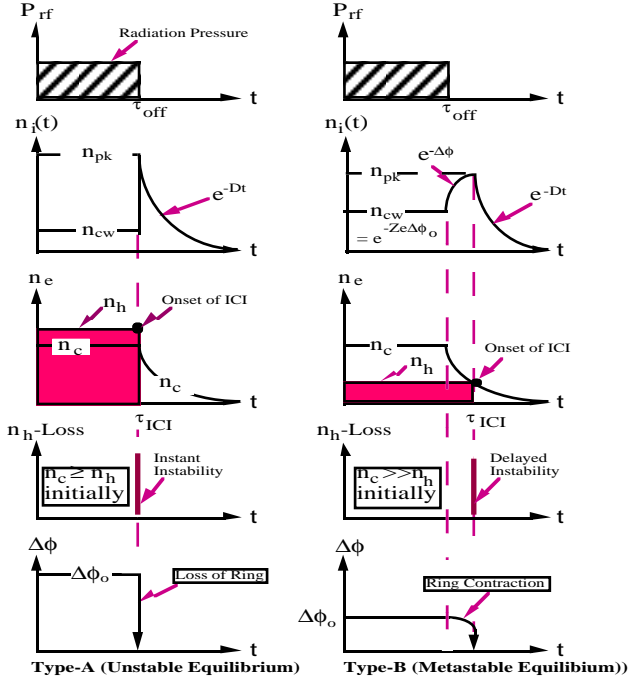 P rf
Radiation Pressure
t
τ off
n i (t)
n pk
e -Dt
n cw
t
n e
n h
Onset of ICI
n c
n c
t
τ ICI
n h -Loss
n c ≥ n h
initially
Instant
Instability
t
Δϕ
Δϕ o
Loss of Ring
t
Type-A (Unstable Equilibrium)
P rf
t
τ off
n i (t)
e -Δϕ
n pk
e -Dt
n cw
= e -ZeΔϕ o
t
n e
n c
Onset of ICI
n h
t
τ ICI
n h -Loss
n c >>n h
initially
Delayed
Instability
t
Δϕ
Ring Contraction
Δϕ o
t
Type-B (Metastable Equilibium))